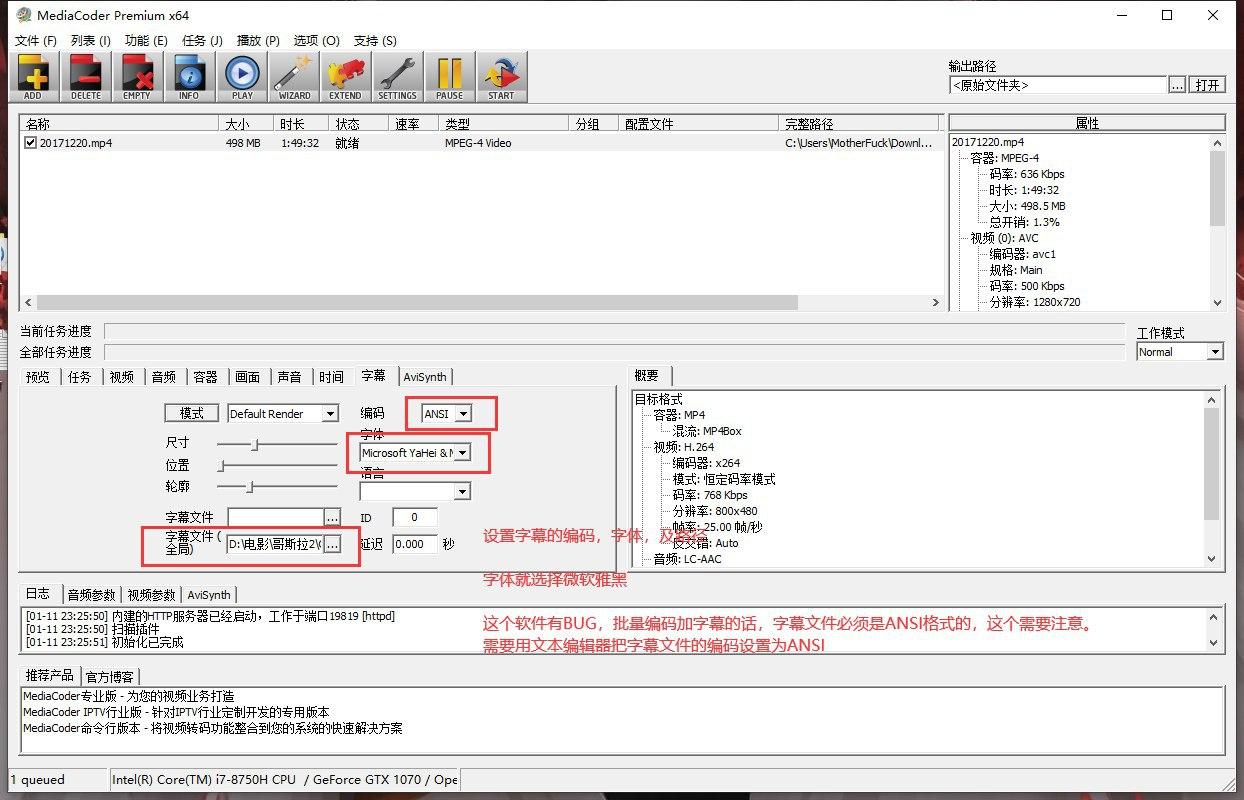 MediaCoder Premium x64
文件 (F) 列表 (I) 功能 (E) 任务 (J) 播放 (P) 选项 (O) 支持 (S)
ADD DELETE EMPTY INFO PLAY WIZARD EXTEND SETTINGS PAUSE START
输出路径
<原始文件夹> ... 打开
名称 大小 时长 状态 速率 类型 分组 配置文件 完整路径
20171220.mp4 498 MB 1:49:32 就绪 MPEG-4 Video C:\Users\MotherFuck\Downl...
属性
20171220.mp4
容器: MPEG-4
码率: 636 Kbps
时长: 1:49:32
大小: 498.5 MB
总开销: 1.3%
视频 (0): AVC
编码器: avc1
规格: Main
码率: 500 Kbps
分辨率: 1280x720
当前任务进度
全部任务进度
工作模式
Normal
预览 任务 视频 音频 容器 画面 声音 时间 字幕 AviSynth
模式 Default Render 编码 ANSI
尺寸 字体
Microsoft YaHei & M
位置 语言
轮廓
字幕文件 ... ID 0
字幕文件 (
全局) D:\电影\哥斯拉2\( ... 延迟 0.000 秒
概要
目标格式
容器: MP4
混流: MP4Box
视频: H.264
编码器: x264
模式: 恒定码率模式
码率: 768 Kbps
分辨率: 800x480
帧率: 25.00 帧/秒
反交错: Auto
音频: LC-AAC
设置字幕的编码，字体，及路径
字体就选择微软雅黑
日志 音频参数 视频参数 AviSynth
[01-11 23:25:50] 内建的HTTP服务器已经启动，工作于端口19819 [httpd]
[01-11 23:25:50] 扫描插件
[01-11 23:25:51] 初始化已完成
这个软件有BUG，批量编码加字幕的话，字幕文件必须是ANSI格式的，这个需要注意。
需要用文本编辑器把字幕文件的编码设置为ANSI
推荐产品 官方博客
MediaCoder专业版 - 为您的视频业务打造
MediaCoder IPTV行业版 - 针对IPTV行业定制开发的专用版本
MediaCoder命令行版本 - 将视频转码功能整合到您的系统的快速解决方案
1 queued Intel(R) Core(TM) i7-8750H CPU / GeForce GTX 1070 / Ope